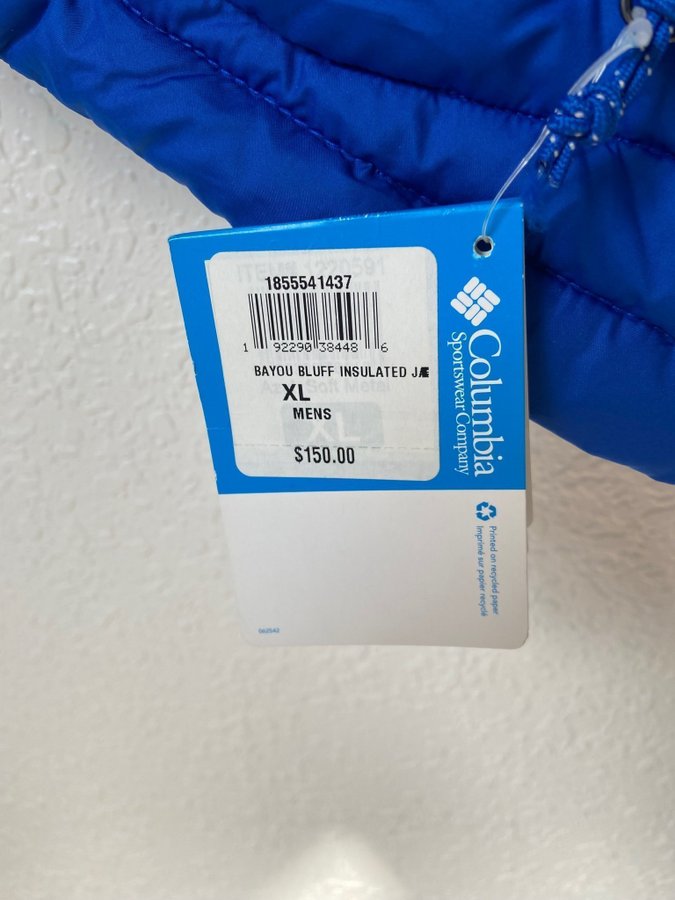 1855541437
1 92290 38448 6
BAYOU BLUFF INSULATED
XL
MENS
$150.00
Columbia
Sportswear Company
Printed on recycled paper
Imprimé sur papier recyclé
062542